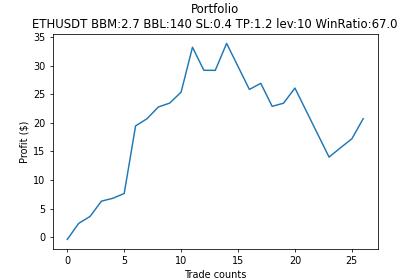 Portfolio
ETHUSDT BBM:2.7 BBL:140 SL:0.4 TP:1.2 lev:10 WinRatio:67.0
35
30
25
20
15
10
5
0
Profit ($)
0 5 10 15 20 25
Trade counts